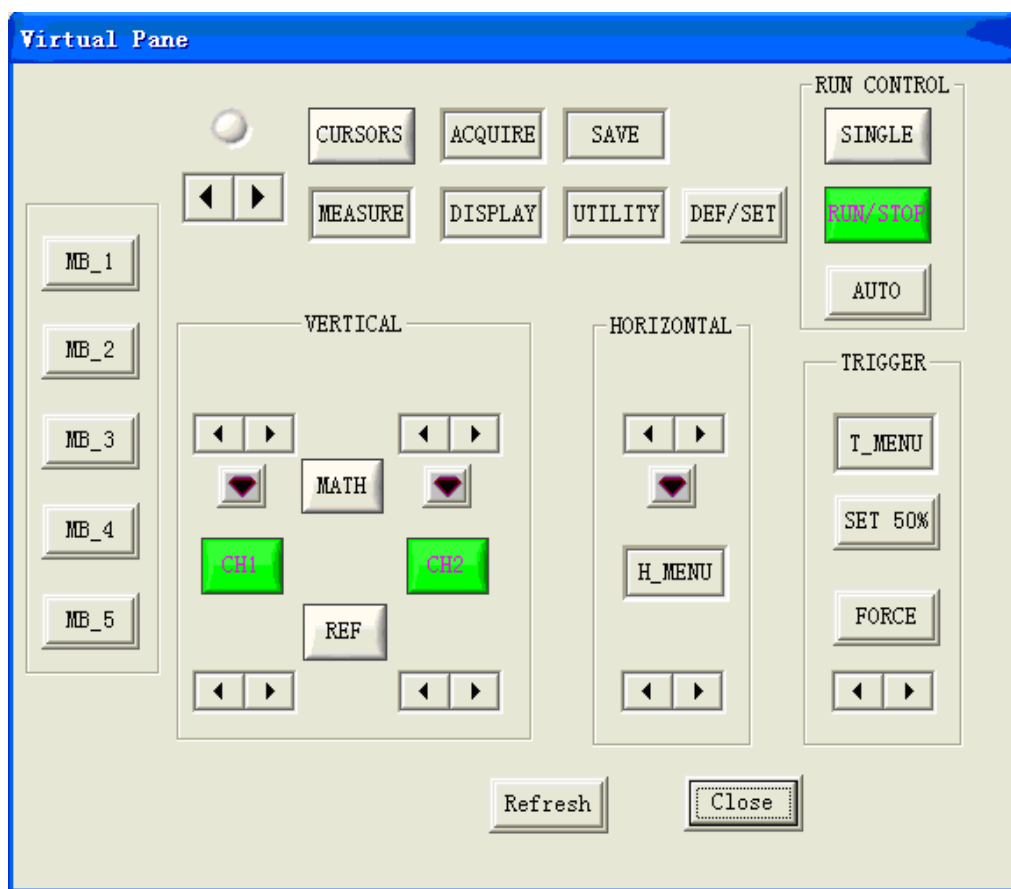 Virtual Pane
RUN CONTROL
CURSORS
ACQUIRE
SAVE
SINGLE
MEASURE
DISPLAY
UTILITY
DEF/SET
RUN/STOP
AUTO
MB_1
MB_2
MB_3
MB_4
MB_5
VERTICAL
MATH
CH1
CH2
REF
HORIZONTAL
H_MENU
TRIGGER
T_MENU
SET 50%
FORCE
Refresh
Close